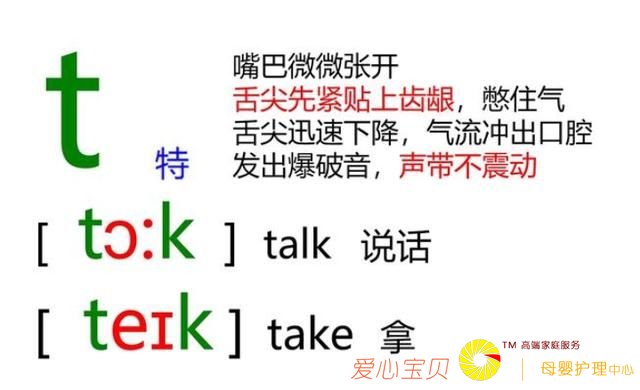 t 特
嘴巴微微张开
舌尖先紧贴上齿龈，憋住气
舌尖迅速下降，气流冲出口腔
发出爆破音，声带不震动
[ tɔ:k ] talk 说话
[ teɪk ] take 拿
爱心宝贝
TM 高端家庭服务
母婴护理中心